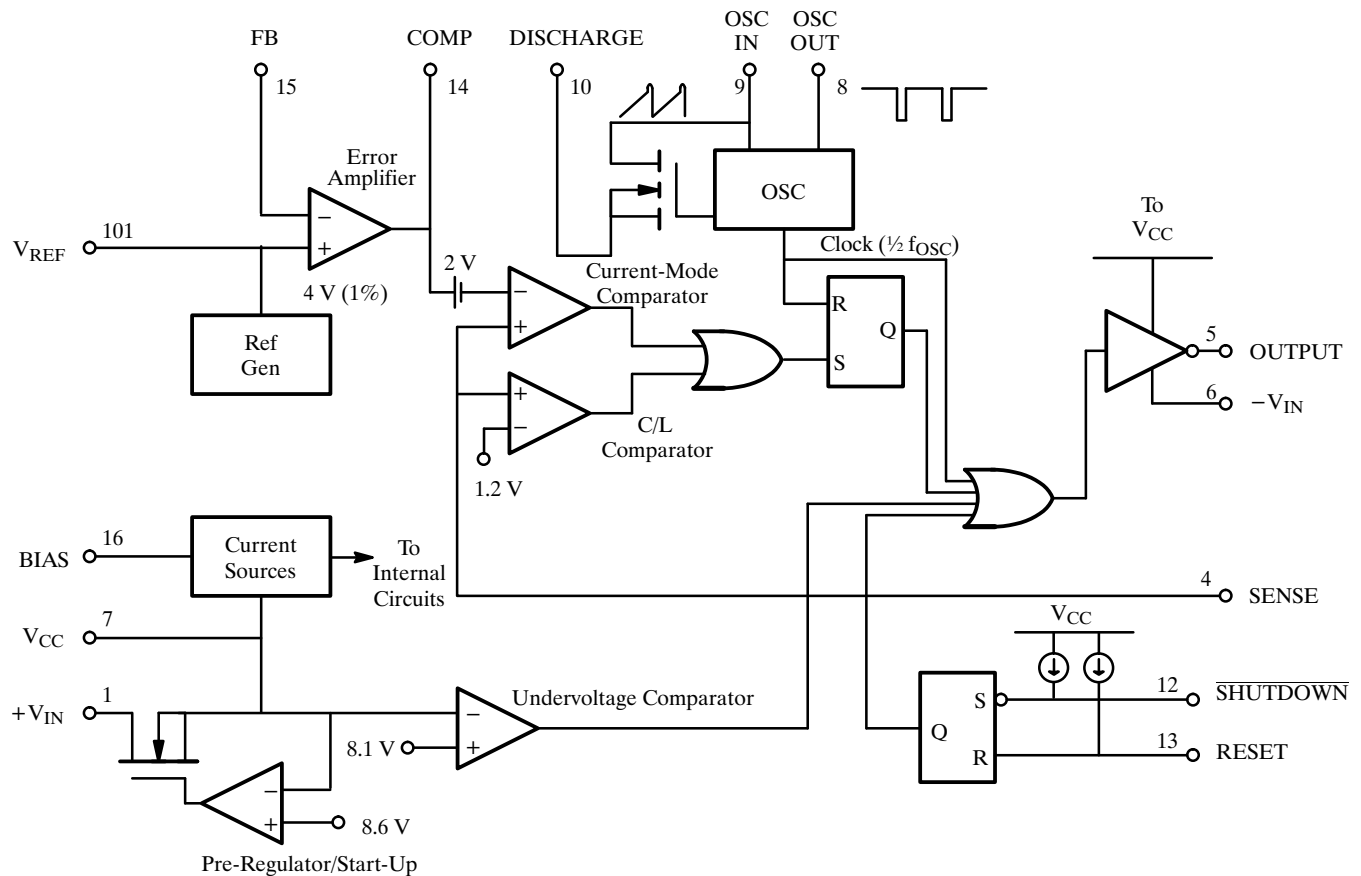 FB
COMP
DISCHARGE
OSC
IN
OSC
OUT
15
14
10
9
8
Error
Amplifier
−
+
OSC
V_REF
101
4 V (1%)
Ref
Gen
2 V
Current-Mode
Comparator
−
+
Clock (½ f_OSC)
R
Q
S
To
V_CC
5
OUTPUT
6
−V_IN
+
−
C/L
Comparator
1.2 V
BIAS
16
Current
Sources
To
Internal
Circuits
4
SENSE
V_CC
7
V_CC
+V_IN
1
Undervoltage Comparator
−
+
8.1 V
S
Q
R
12
SHUTDOWN
13
RESET
−
+
8.6 V
Pre-Regulator/Start-Up